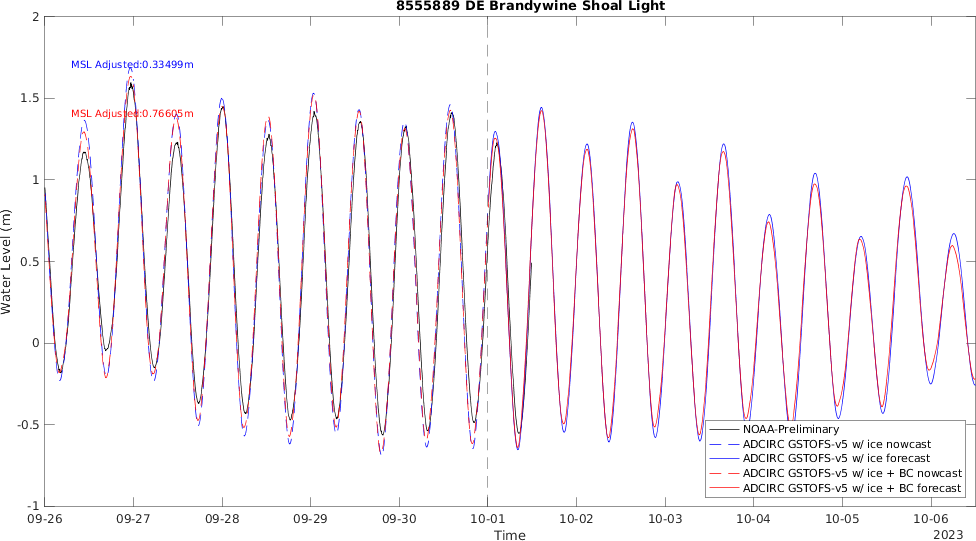 8555889 DE Brandywine Shoal Light
2
1.5
1
0.5
0
-0.5
-1
Water Level (m)
MSL Adjusted:0.33499m
MSL Adjusted:0.76605m
NOAA-Preliminary
ADCIRC GSTOFS-v5 w/ ice nowcast
ADCIRC GSTOFS-v5 w/ ice forecast
ADCIRC GSTOFS-v5 w/ ice + BC nowcast
ADCIRC GSTOFS-v5 w/ ice + BC forecast
09-26 09-27 09-28 09-29 09-30 10-01 10-02 10-03 10-04 10-05 10-06
Time
2023